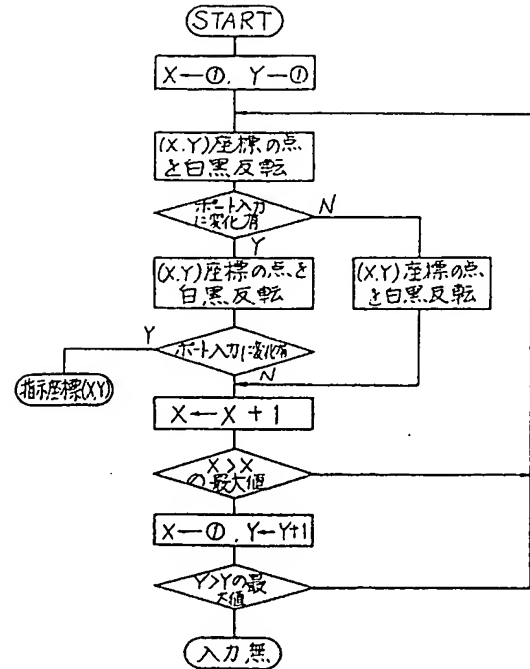 START
X←①. Y←①
(X.Y)座標の点
を白黒反転
ポート入力
に変化有
N
Y
(X.Y)座標の点を
白黒反転
(X.Y)座標の点
を白黒反転
Y
ポート入力に変化有
N
指示座標(X,Y)
X←X+1
X>X
の最大値
X←①.Y←Y+1
Y>Yの最
大値
入力無